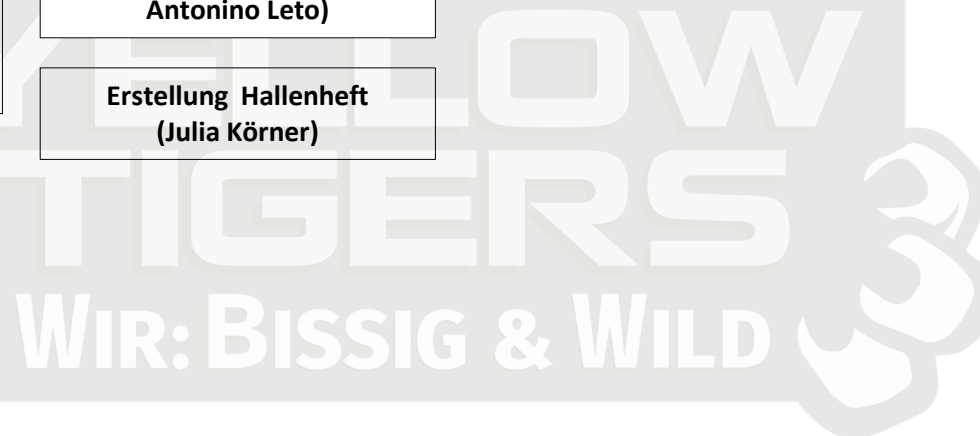 Antonino Leto)
Erstellung Hallenheft
(Julia Körner)
YELLOW
TIGERS
WIR: BISSIG & WILD